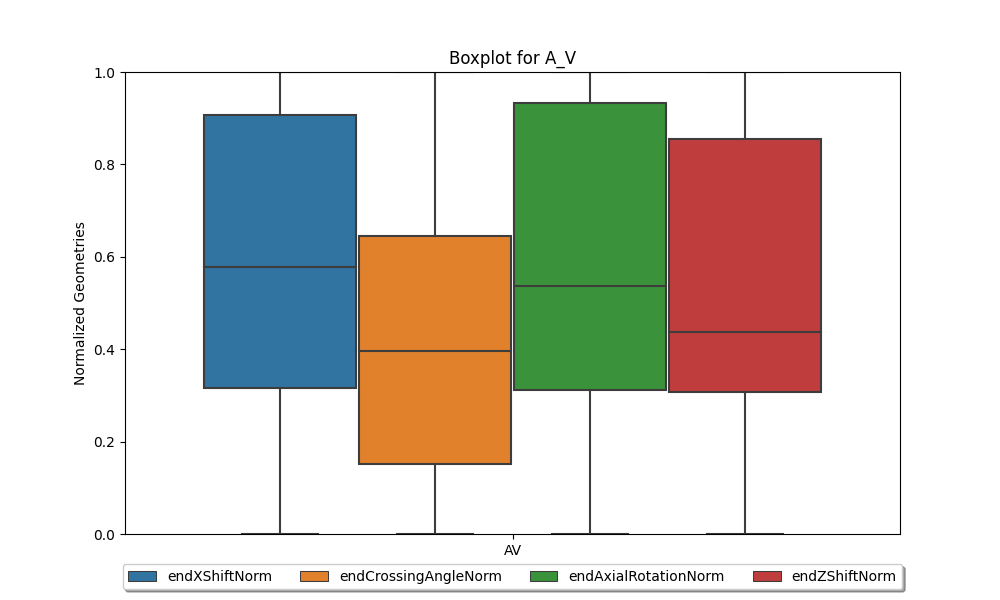 Boxplot for A_V
1.0
0.8
0.6
0.4
0.2
0.0
Normalized Geometries
AV
endXShiftNorm endCrossingAngleNorm endAxialRotationNorm endZShiftNorm